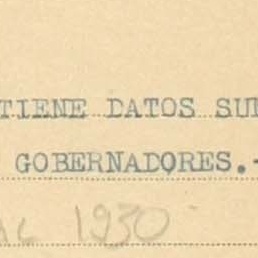 TIENE DATOS SU
GOBERNADORES.-
1930